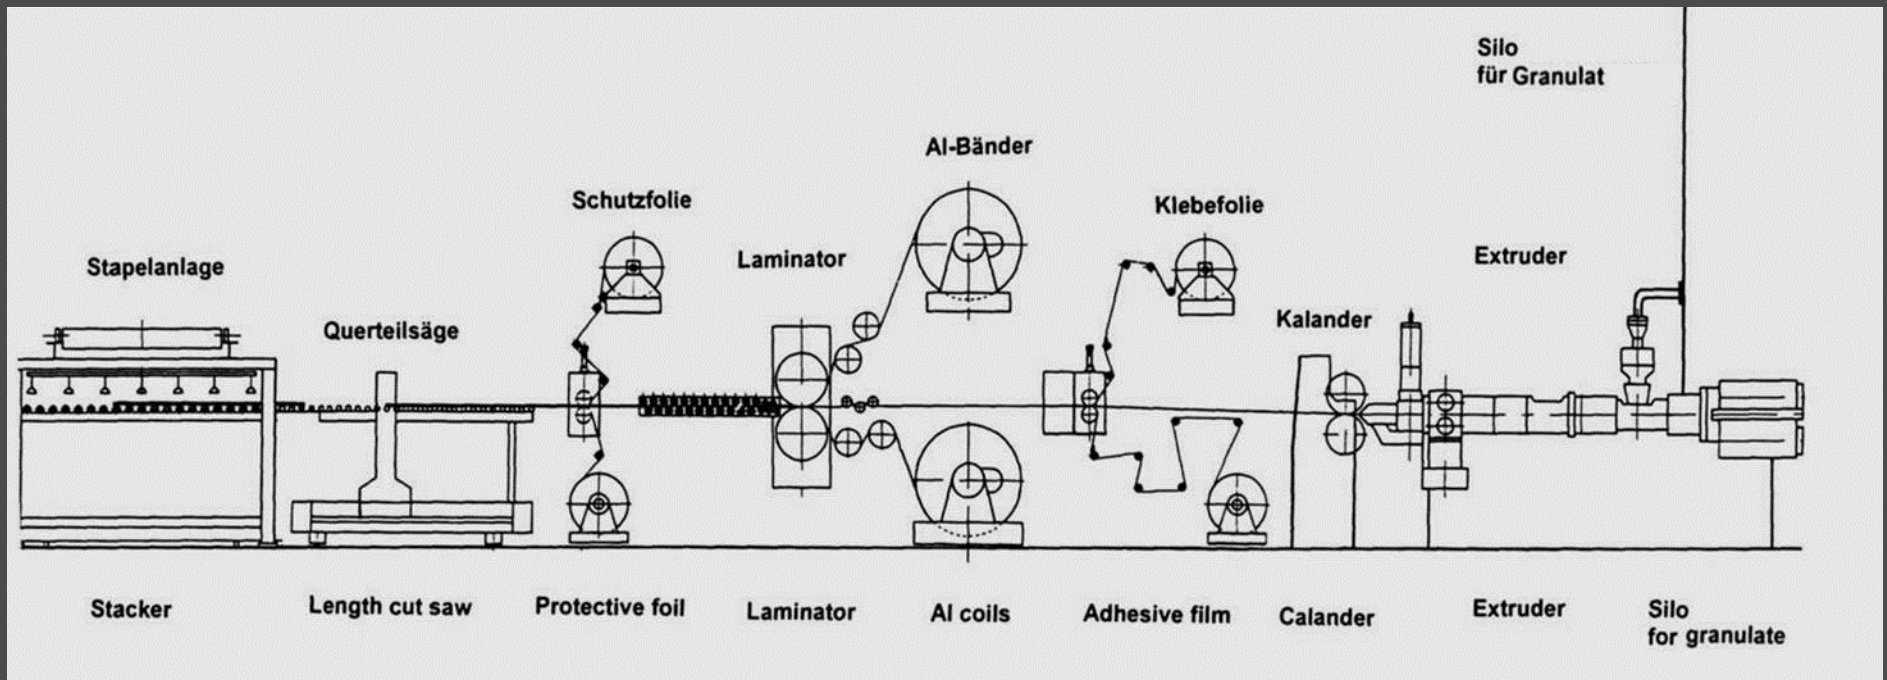 Silo
für Granulat
Al-Bänder
Schutzfolie
Klebefolie
Stapelanlage
Laminator
Extruder
Querteilsäge
Kalander
Stacker
Length cut saw
Protective foil
Laminator
Al coils
Adhesive film
Calander
Extruder
Silo
for granulate